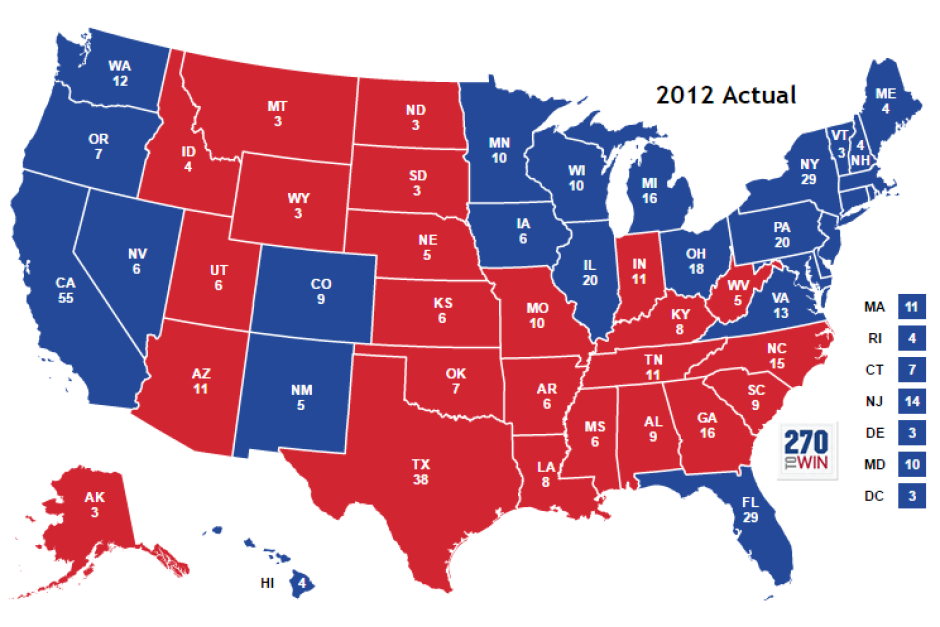 2012 Actual
WA
12
OR
7
CA
55
NV
6
ID
4
MT
3
WY
3
UT
6
AZ
11
CO
9
NM
5
ND
3
SD
3
NE
5
KS
6
OK
7
TX
38
MN
10
IA
6
MO
10
AR
6
LA
8
WI
10
IL
20
MI
16
IN
11
OH
18
KY
8
TN
11
MS
6
AL
9
GA
16
FL
29
SC
9
NC
15
VA
13
WV
5
PA
20
NY
29
VT
3
4
NH
ME
4
MA 11
RI 4
CT 7
NJ 14
DE 3
MD 10
DC 3
270
TO WIN
AK
3
HI 4